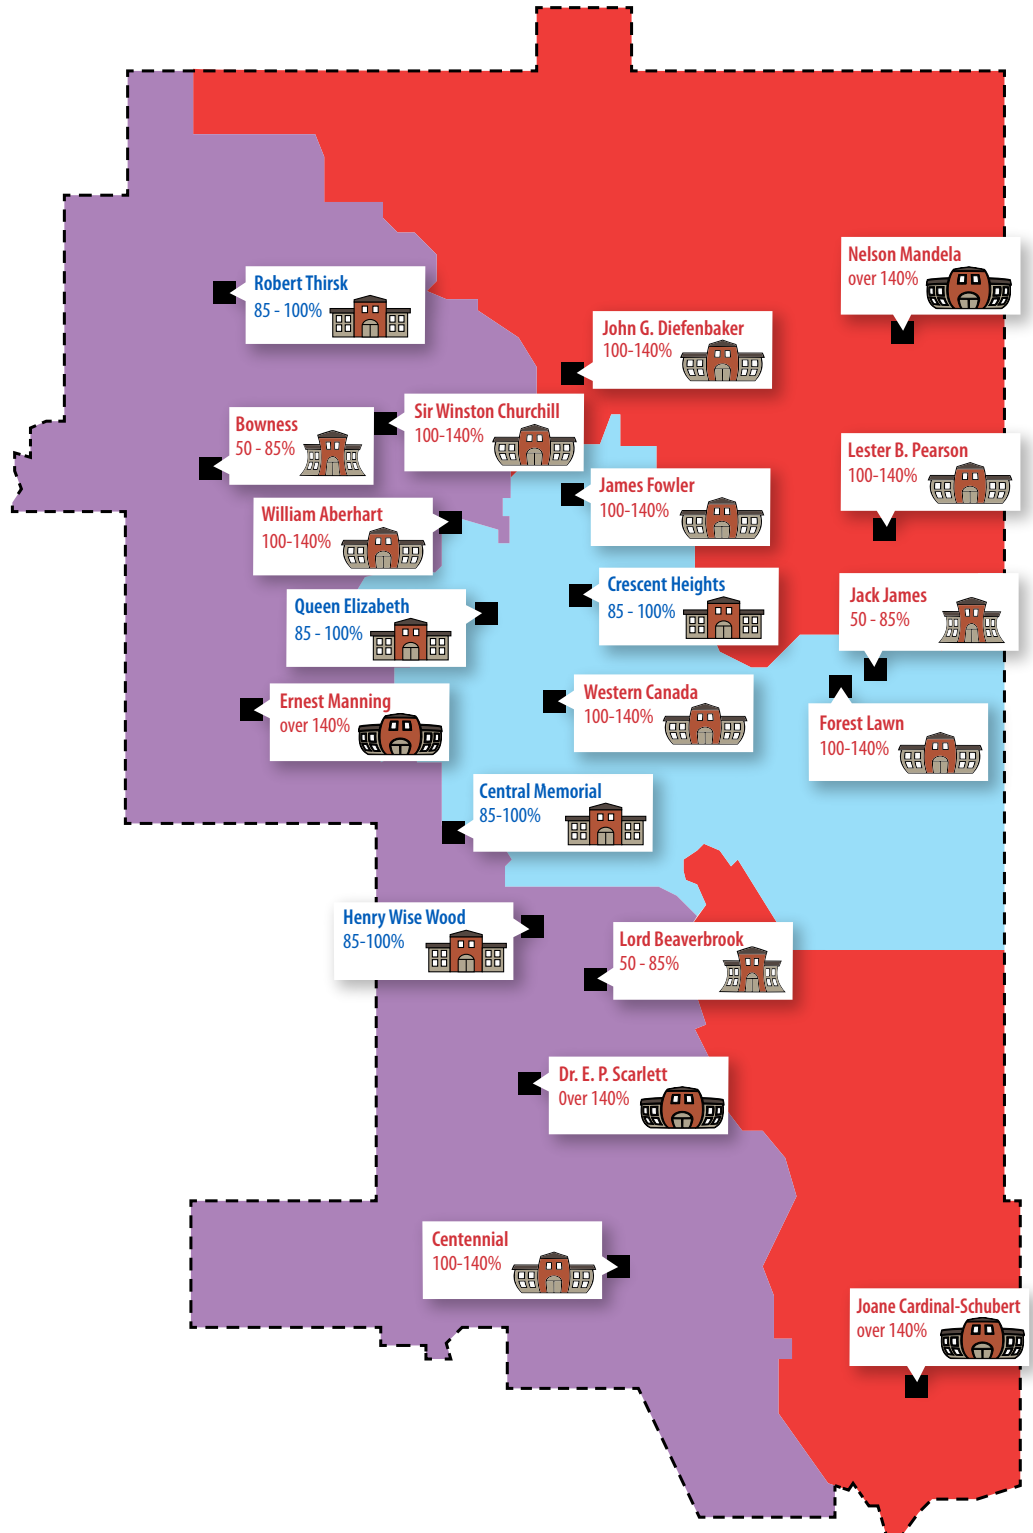 Nelson Mandela
over 140%
Robert Thirsk
85 - 100%
John G. Diefenbaker
100-140%
Sir Winston Churchill
100-140%
Bowness
50 - 85%
Lester B. Pearson
100-140%
James Fowler
100-140%
William Aberhart
100-140%
Crescent Heights
85 - 100%
Jack James
50 - 85%
Queen Elizabeth
85 - 100%
Ernest Manning
over 140%
Western Canada
100-140%
Forest Lawn
100-140%
Central Memorial
85-100%
Henry Wise Wood
85-100%
Lord Beaverbrook
50 - 85%
Dr. E. P. Scarlett
0ver 140%
Centennial
100-140%
Joane Cardinal-Schubert
over 140%